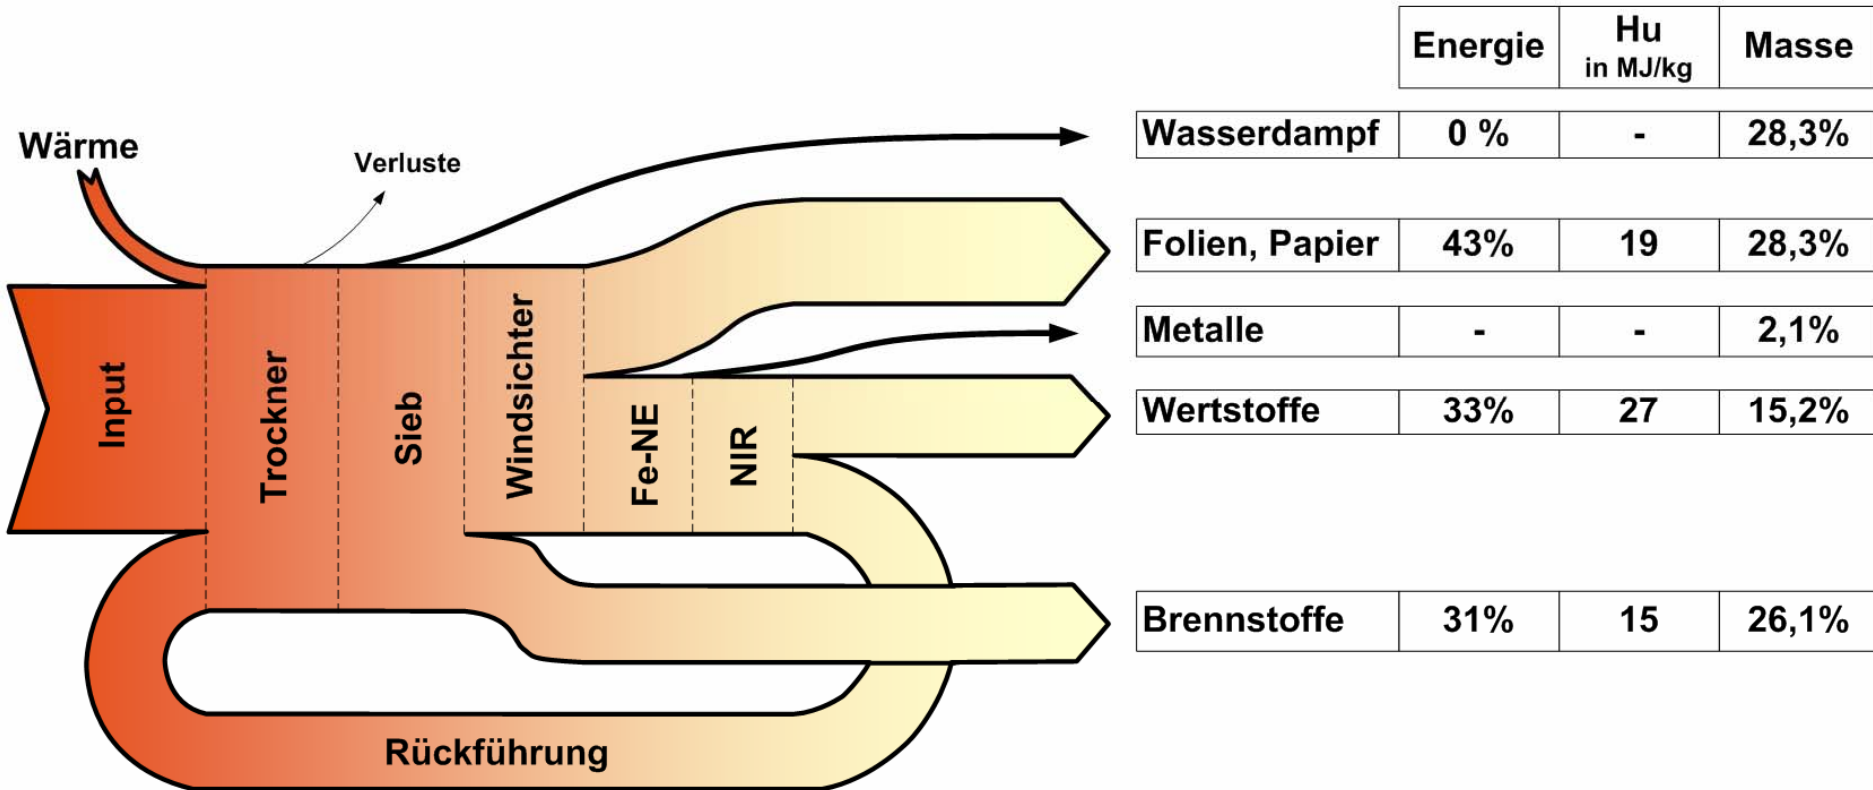 Energie Hu in MJ/kg Masse
Wärme
Verluste
Wasserdampf 0 % - 28,3%
Folien, Papier 43% 19 28,3%
Metalle - - 2,1%
Wertstoffe 33% 27 15,2%
Brennstoffe 31% 15 26,1%
Input
Trockner
Sieb
Windsichter
Fe-NE
NIR
Rückführung